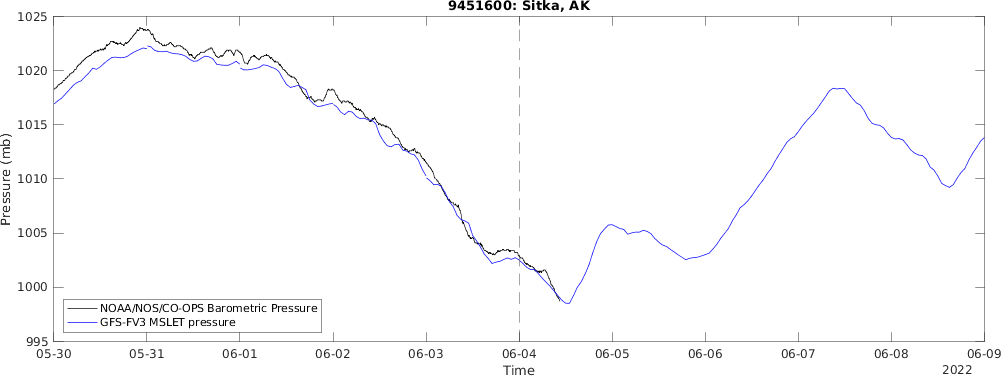 9451600: Sitka, AK
1025
1020
1015
1010
1005
1000
995
Pressure (mb)
NOAA/NOS/CO-OPS Barometric Pressure
GFS-FV3 MSLET pressure
05-30 05-31 06-01 06-02 06-03 06-04 06-05 06-06 06-07 06-08 06-09
Time
2022